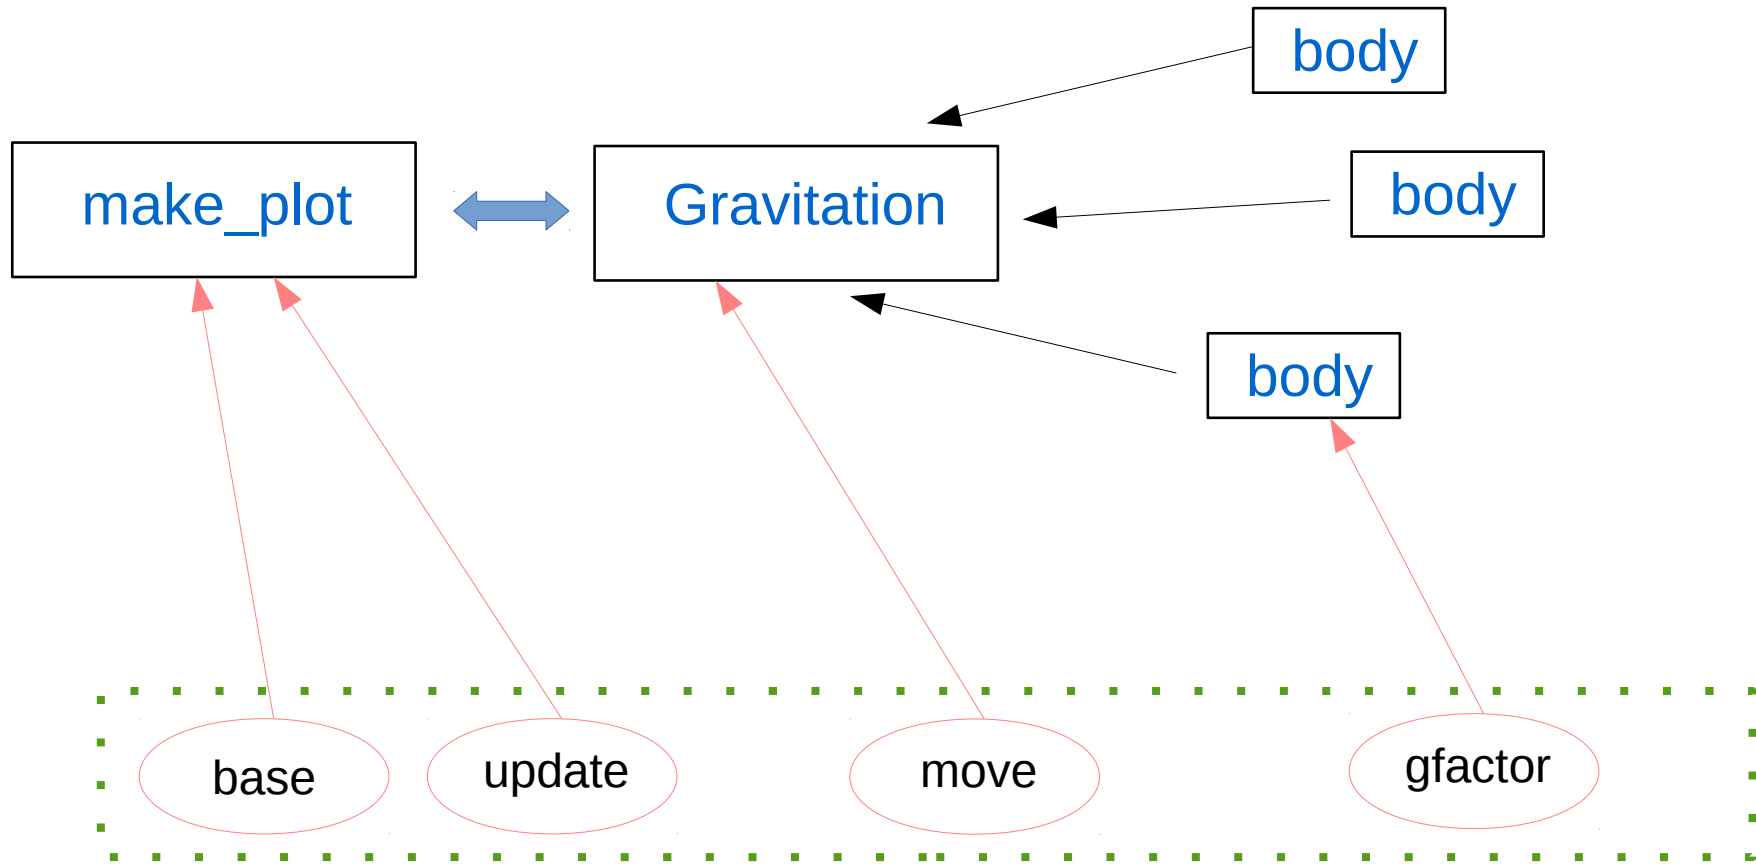 body
make_plot
Gravitation
body
body
base
update
move
gfactor